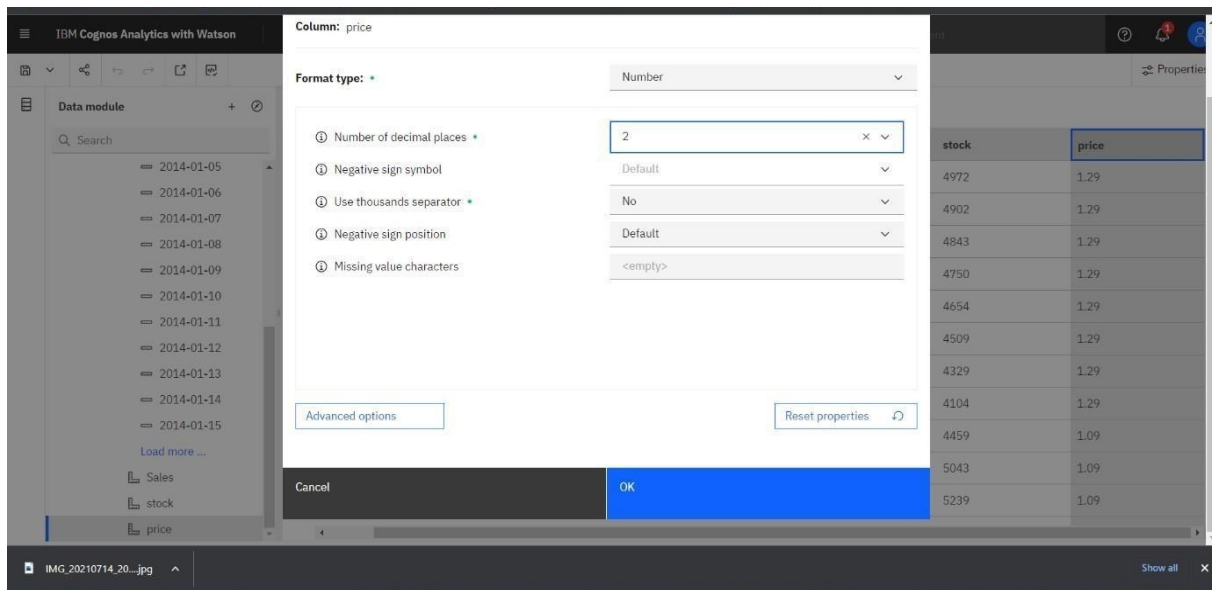 IBM Cognos Analytics with Watson
1
Properties
Data module
Search
2014-01-05
2014-01-06
2014-01-07
2014-01-08
2014-01-09
2014-01-10
2014-01-11
2014-01-12
2014-01-13
2014-01-14
2014-01-15
Load more ...
Sales
stock
price
Column: price
Format type: Number
Number of decimal places 2
Negative sign symbol Default
Use thousands separator No
Negative sign position Default
Missing value characters <empty>
Advanced options Reset properties
Cancel OK
stock price
4972 1.29
4902 1.29
4843 1.29
4750 1.29
4654 1.29
4509 1.29
4329 1.29
4104 1.29
4459 1.09
5043 1.09
5239 1.09
IMG_20210714_20....jpg Show all